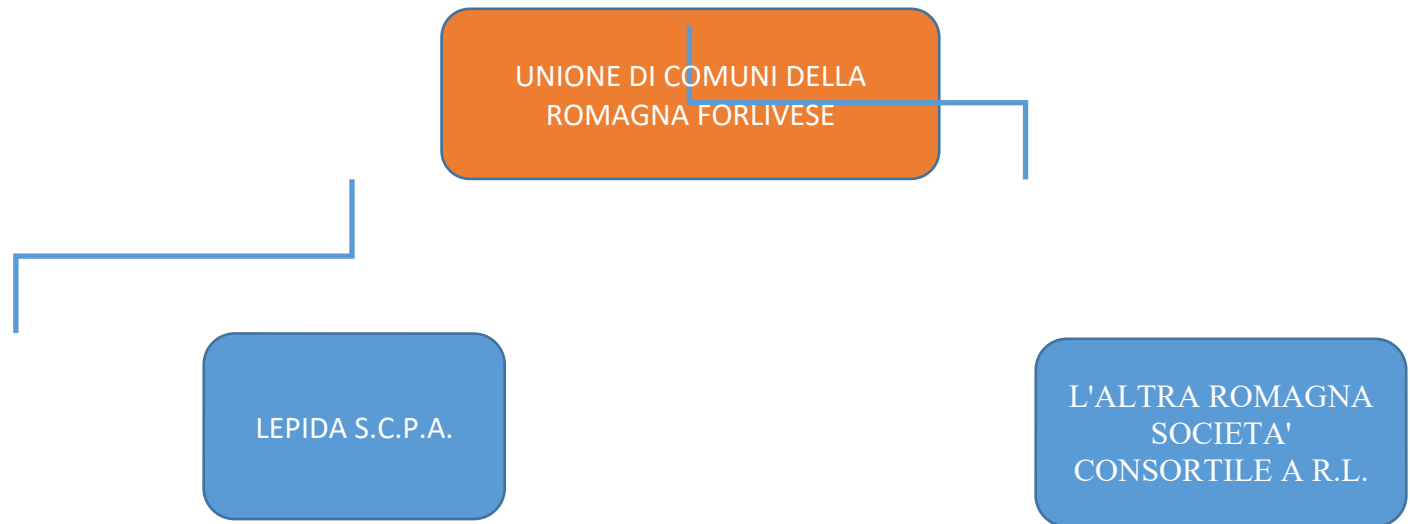 UNIONE DI COMUNI DELLA
ROMAGNA FORLIVESE
LEPIDA S.C.P.A.
L'ALTRA ROMAGNA
SOCIETA'
CONSORTILE A R.L.